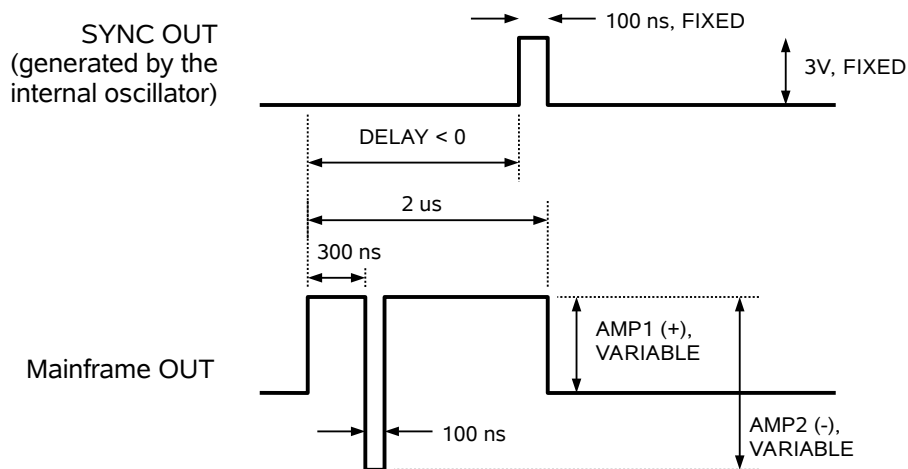 100 ns, FIXED
SYNC OUT
(generated by the
internal oscillator)
3V, FIXED
DELAY < 0
2 us
300 ns
AMP1 (+),
VARIABLE
Mainframe OUT
100 ns
AMP2 (-),
VARIABLE